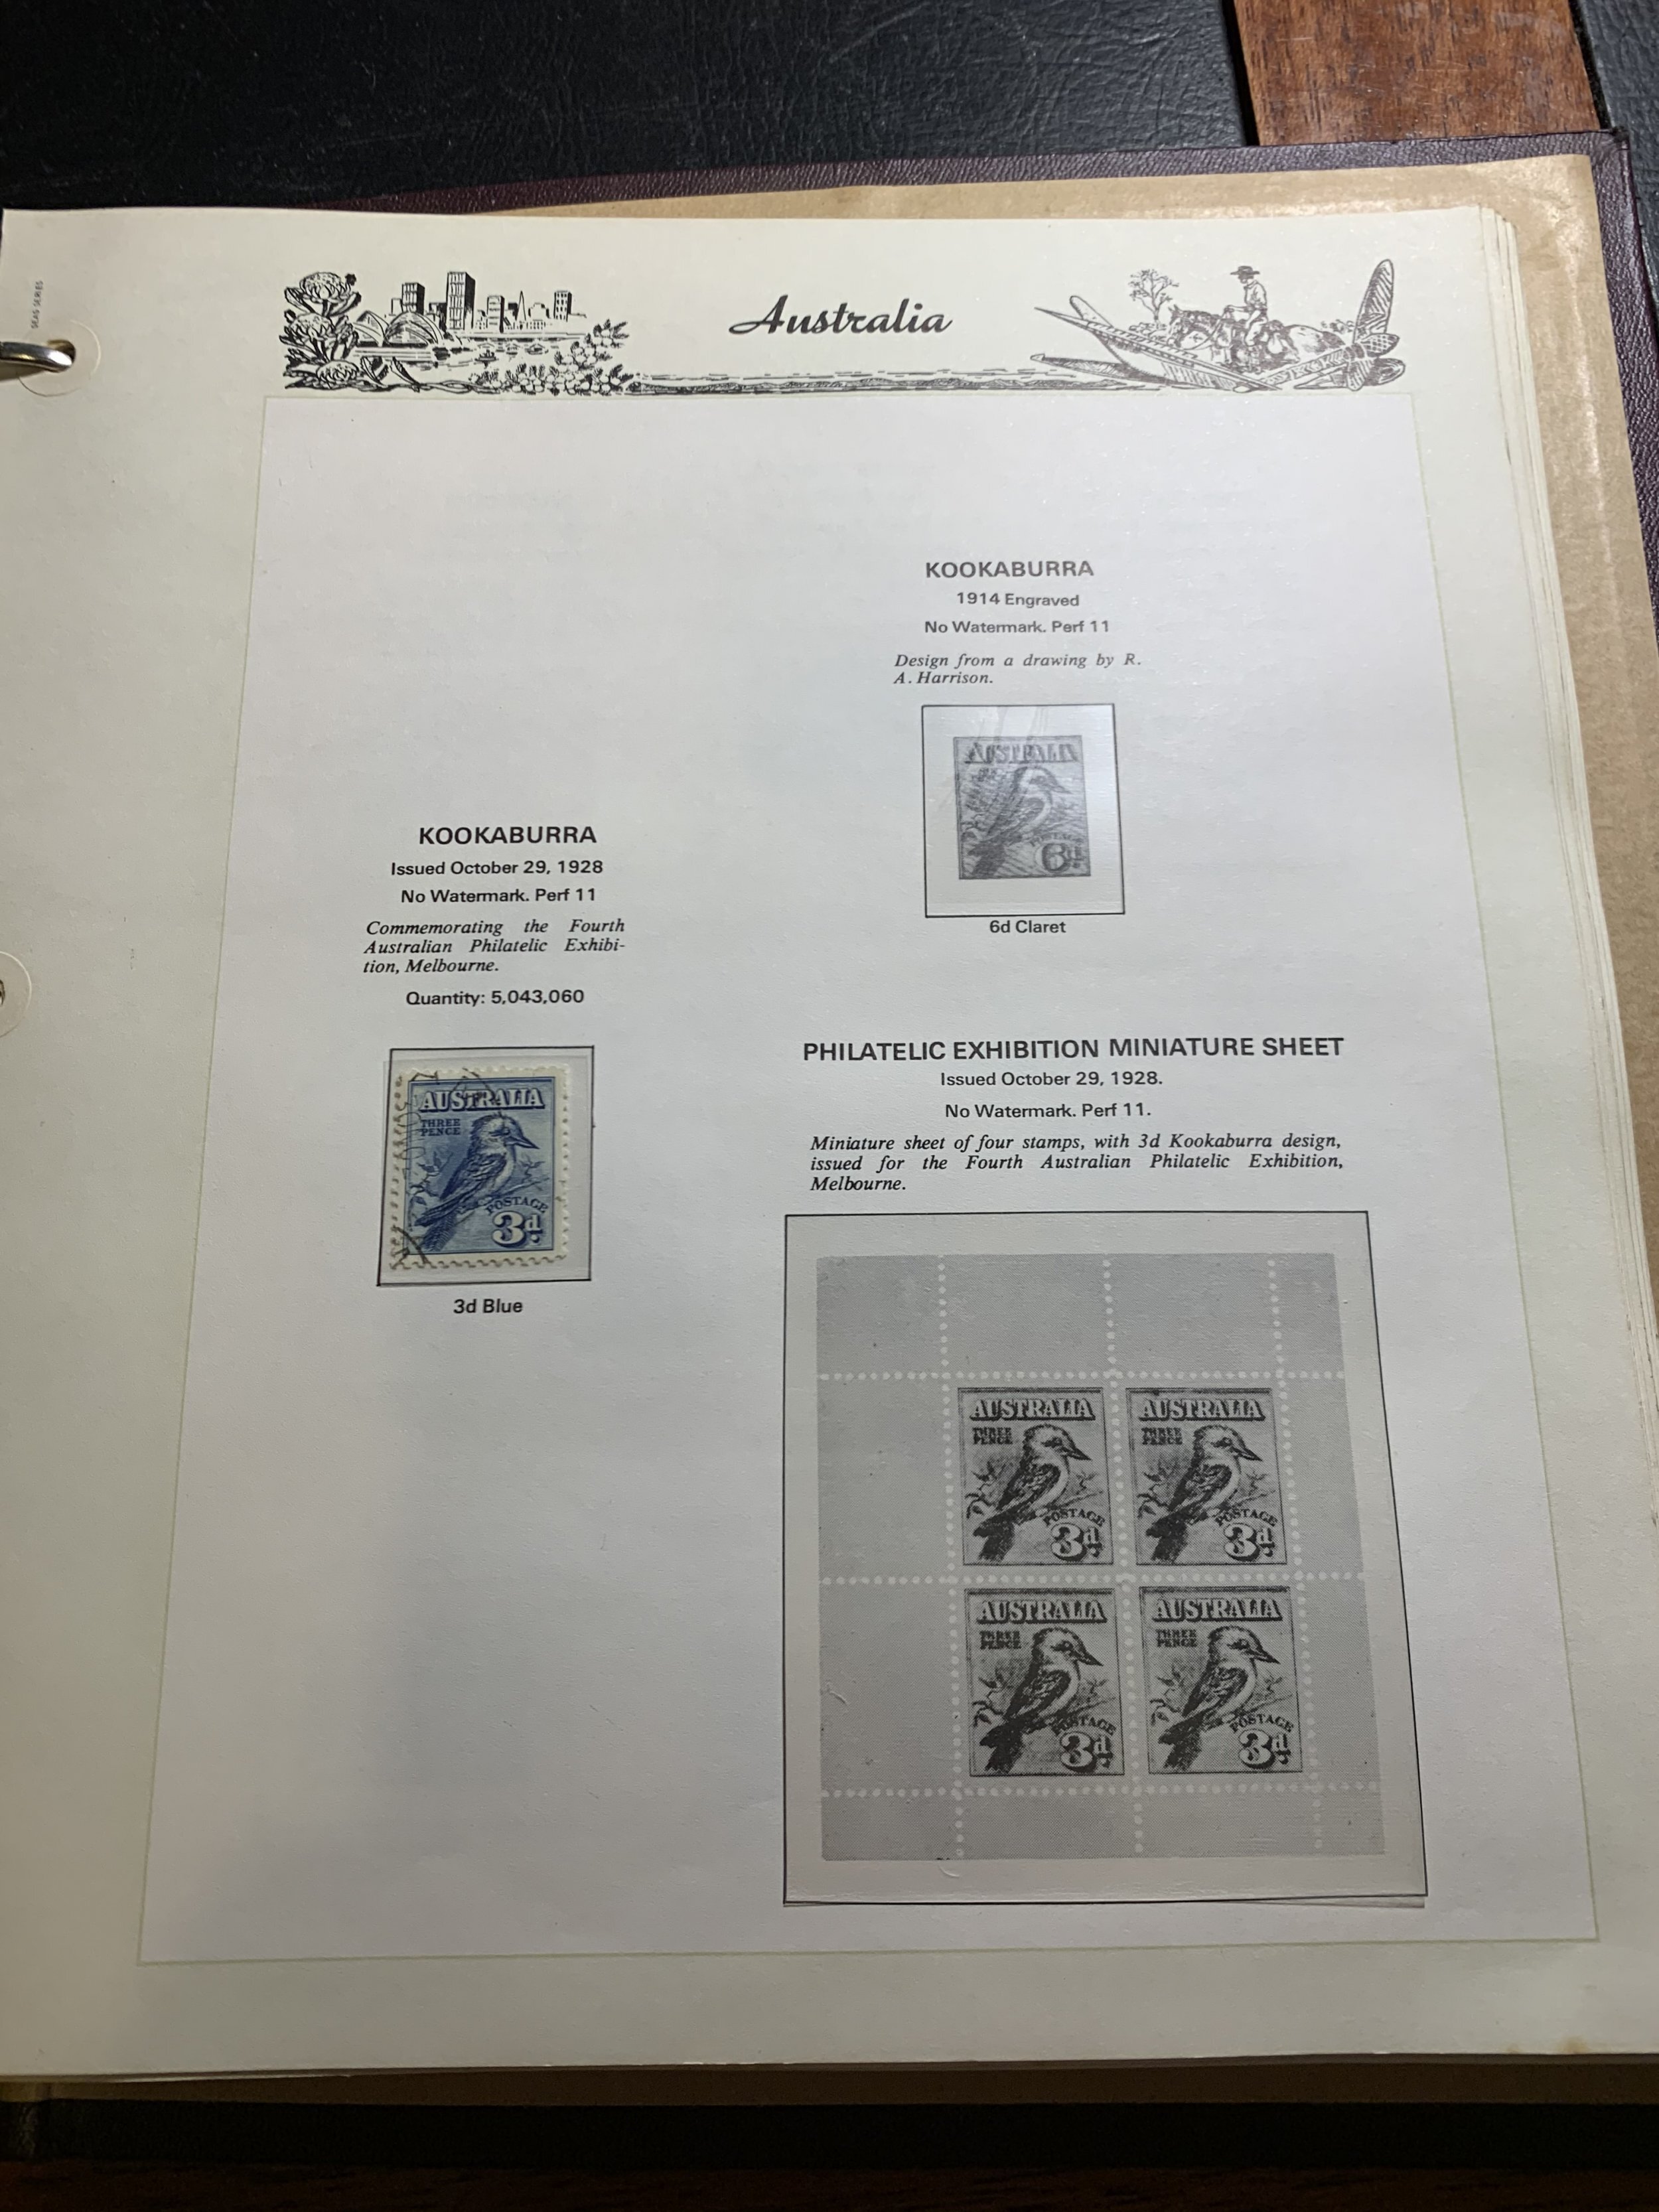 SEAS SERIES
Australia
KOOKABURRA
1914 Engraved
No Watermark. Perf 11
Design from a drawing by R.
A. Harrison.
AUSTRALIA
POSTAGE
6d
6d Claret
KOOKABURRA
Issued October 29, 1928
No Watermark. Perf 11
Commemorating the Fourth
Australian Philatelic Exhibi-
tion, Melbourne.
Quantity: 5,043,060
AUSTRALIA
THREE
PENCE
POSTAGE
3d
3d Blue
PHILATELIC EXHIBITION MINIATURE SHEET
Issued October 29, 1928.
No Watermark. Perf 11.
Miniature sheet of four stamps, with 3d Kookaburra design,
issued for the Fourth Australian Philatelic Exhibition,
Melbourne.
AUSTRALIA
THREE
PENCE
POSTAGE
3d
AUSTRALIA
THREE
PENCE
POSTAGE
3d
AUSTRALIA
THREE
PENCE
POSTAGE
3d
AUSTRALIA
THREE
PENCE
POSTAGE
3d